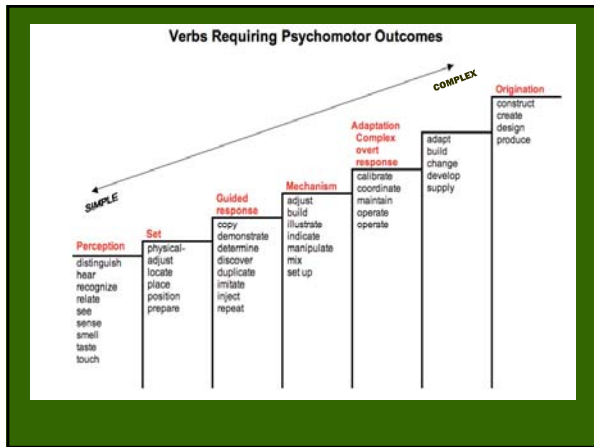 Verbs Requiring Psychomotor Outcomes
SIMPLE
COMPLEX
Perception
distinguish
hear
recognize
relate
see
sense
smell
taste
touch
Set
physical-
adjust
locate
place
position
prepare
Guided
response
copy
demonstrate
determine
discover
duplicate
imitate
inject
repeat
Mechanism
adjust
build
illustrate
indicate
manipulate
mix
set up
Adaptation
Complex
overt
response
calibrate
coordinate
maintain
operate
operate
adapt
build
change
develop
supply
Origination
construct
create
design
produce